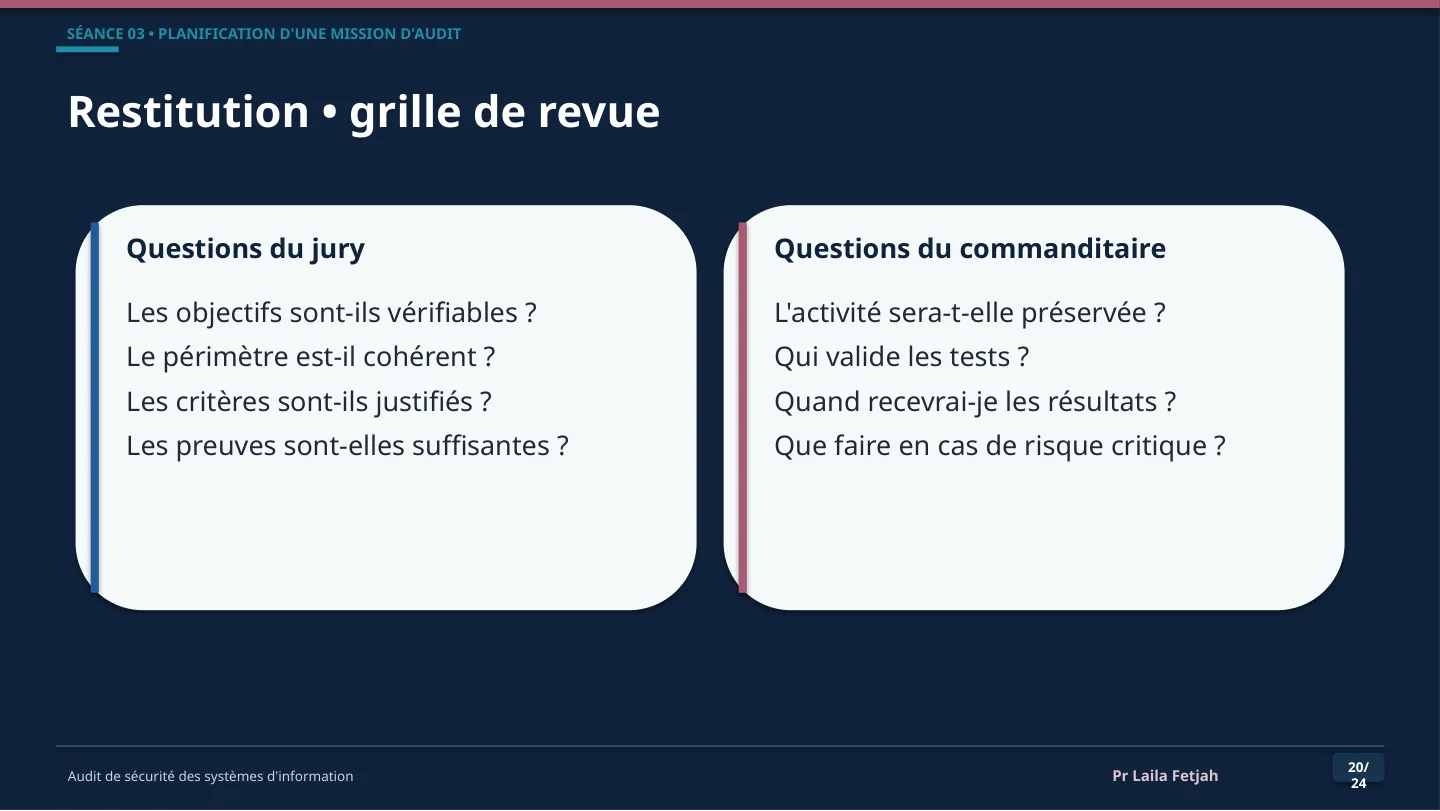 SÉANCE 03 • PLANIFICATION D'UNE MISSION D'AUDIT
Restitution • grille de revue
Questions du jury
Les objectifs sont-ils vérifiables ?
Le périmètre est-il cohérent ?
Les critères sont-ils justifiés ?
Les preuves sont-elles suffisantes ?
Questions du commanditaire
L'activité sera-t-elle préservée ?
Qui valide les tests ?
Quand recevrai-je les résultats ?
Que faire en cas de risque critique ?
Audit de sécurité des systèmes d'information
Pr Laila Fetjah
20/
24